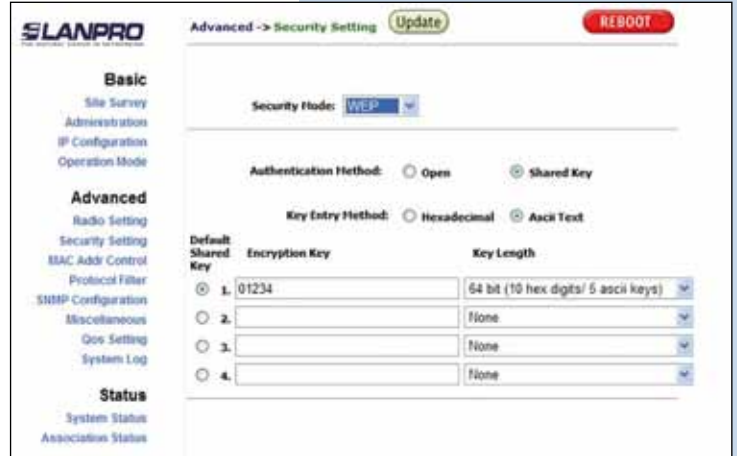 LANPRO
Advanced -> Security Setting
Update
REBOOT
Basic
Site Survey
Administration
IP Configuration
Operation Mode
Advanced
Radio Setting
Security Setting
MAC Addr Control
Protocol Filter
SNMP Configuration
Miscellaneous
Qos Setting
System Log
Status
System Status
Association Status
Security Mode: WEP
Authentication Method: Open Shared Key
Key Entry Method: Hexadecimal Ascii Text
Default Shared Key Encryption Key Key Length
1. 01234 64 bit (10 hex digits/ 5 ascii keys)
2. None
3. None
4. None